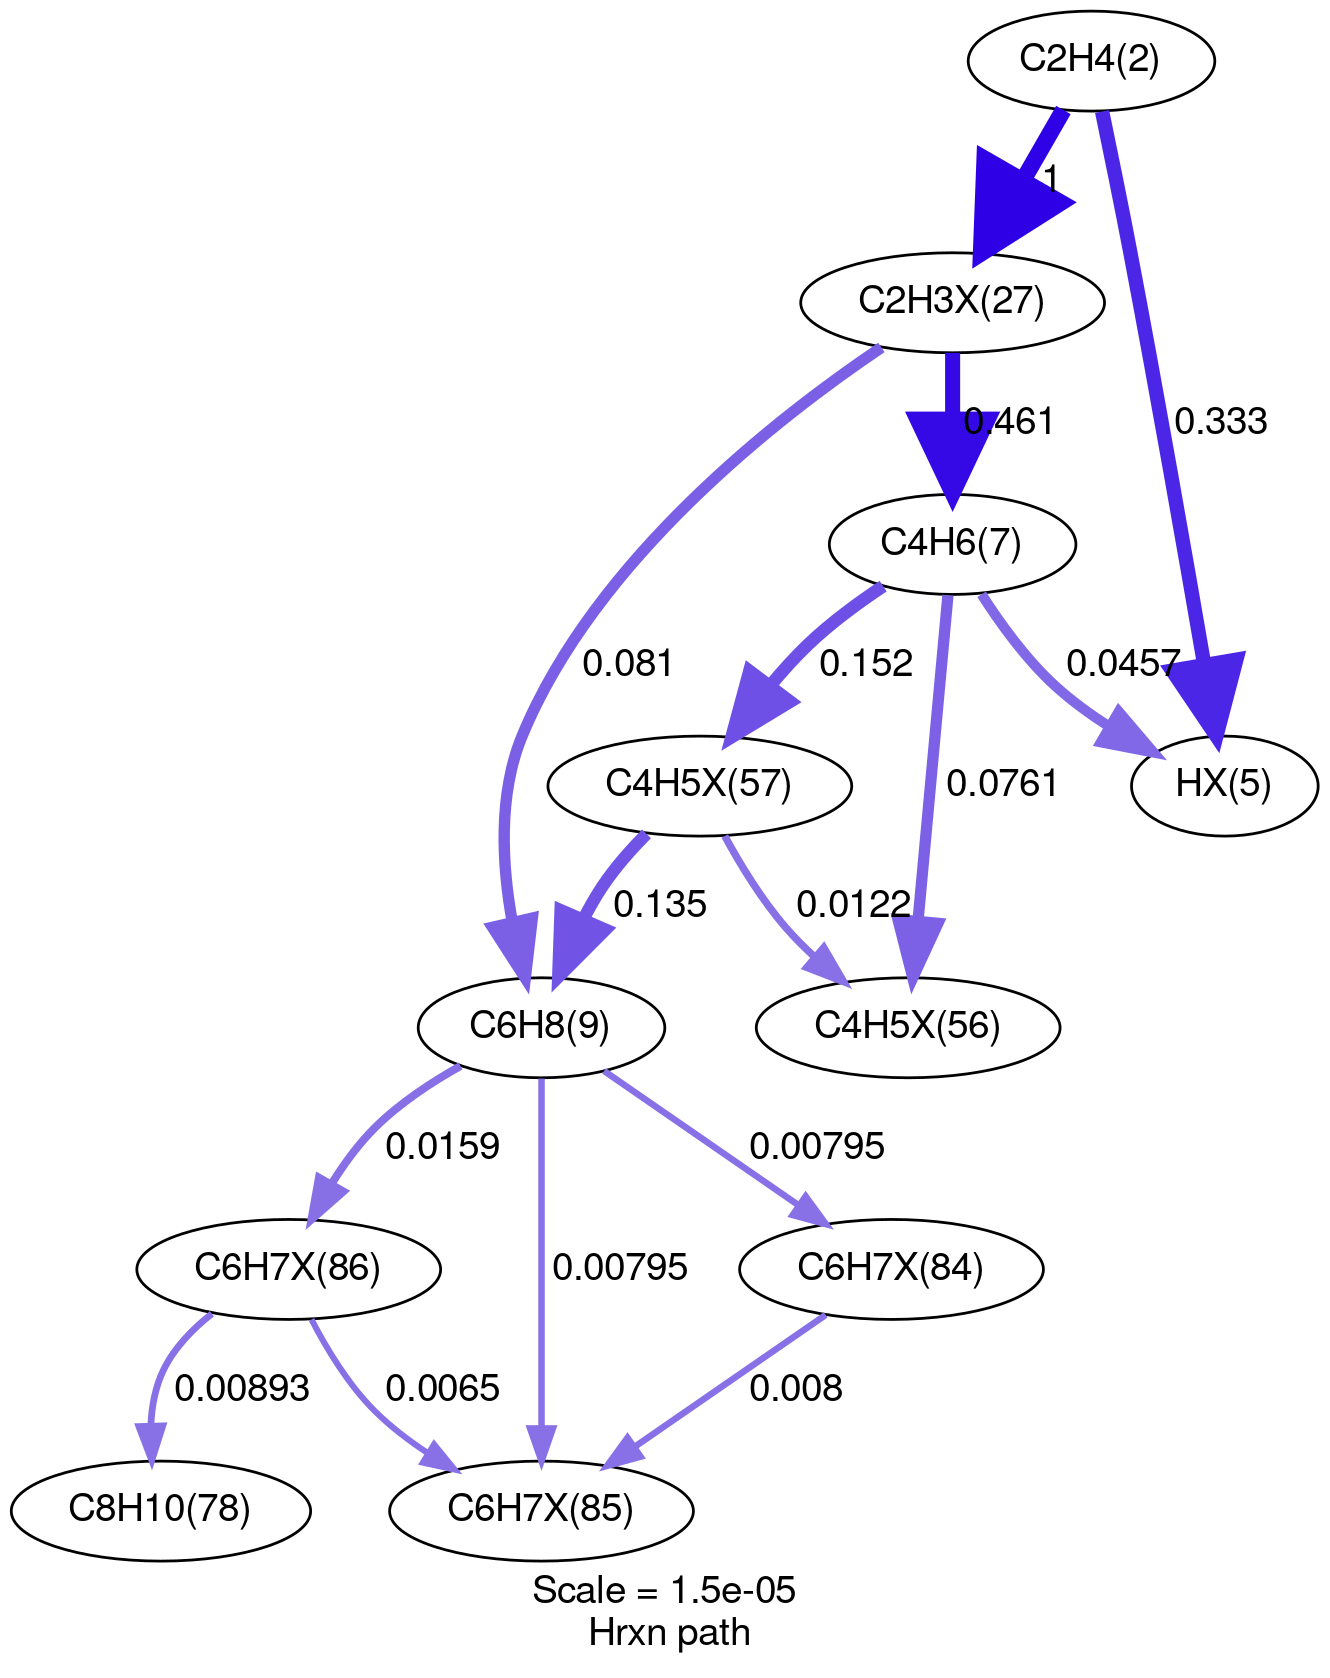 C2H4(2)
1
C2H3X(27)
0.461
0.333
C4H6(7)
0.081
0.152
0.0457
C4H5X(57)
0.0761
HX(5)
0.135
0.0122
C6H8(9)
C4H5X(56)
0.0159
0.00795
C6H7X(86)
0.00795
C6H7X(84)
0.00893
0.0065
0.008
C8H10(78)
C6H7X(85)
Scale = 1.5e-05
Hrxn path